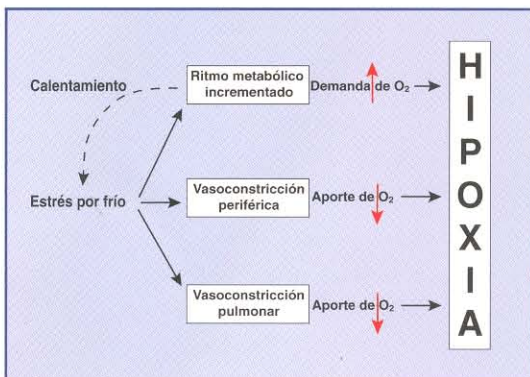 Calentamiento
Ritmo metabólico
incrementado
Demanda de O₂
Estrés por frío
Vasoconstricción
periférica
Aporte de O₂
Vasoconstricción
pulmonar
Aporte de O₂
HIPOXIA